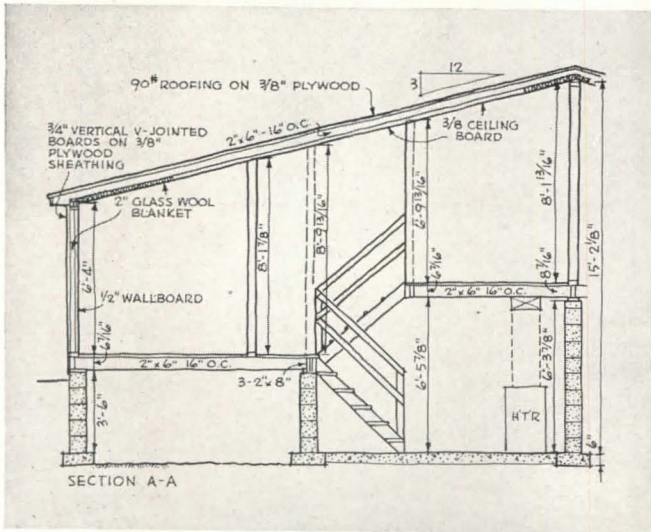 12
3
90# ROOFING ON 3/8" PLYWOOD
2"x6"-16" O.C.
3/8 CEILING
BOARD
3/4" VERTICAL V-JOINTED
BOARDS ON 3/8"
PLYWOOD
SHEATHING
2" GLASS WOOL
BLANKET
6'-4"
1/2" WALLBOARD
6 7/16"
8'-1 7/8"
8'-9 13/16"
6'-9 13/16"
8'-1 13/16"
15'-2 1/8"
6 7/16"
8 7/16"
2"x6" 16" O.C.
2"x6" 16" O.C.
3-2"x8"
3'-6"
6'-5 7/8"
6'-3 7/8"
HTR
6"
SECTION A-A